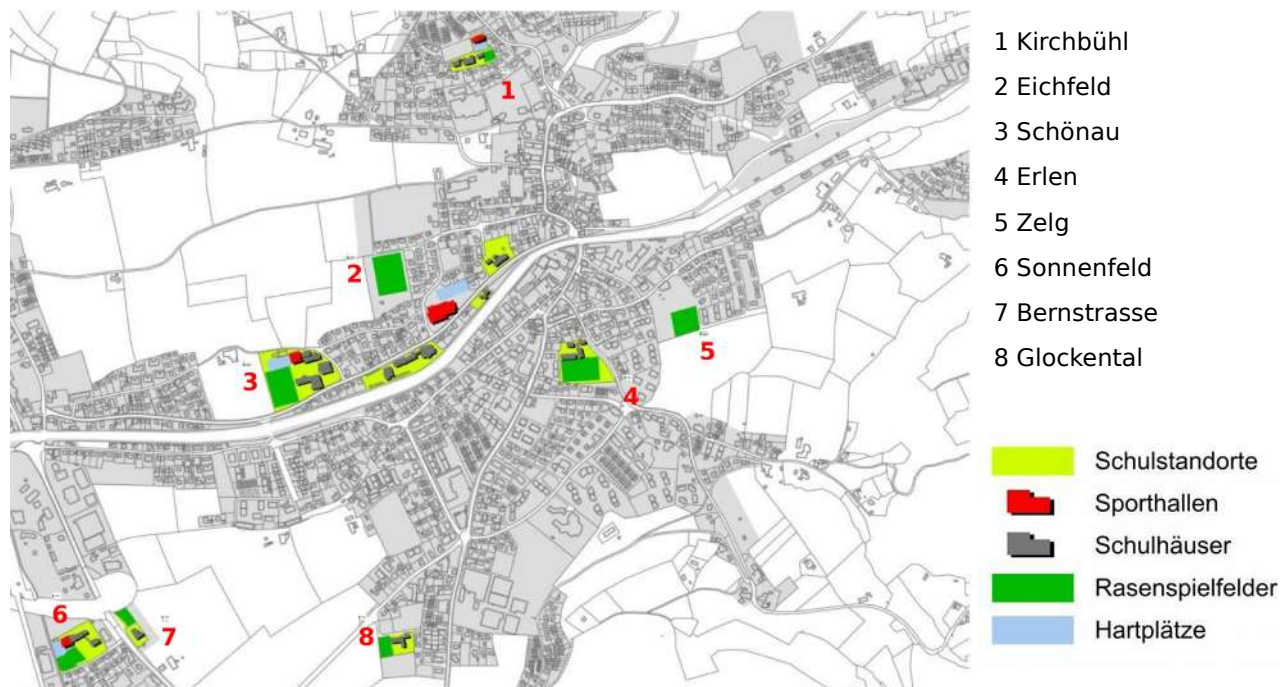 1 Kirchbühl
2 Eichfeld
3 Schönau
4 Erlen
5 Zelg
6 Sonnenfeld
7 Bernstrasse
8 Glockental
Schulstandorte
Sporthallen
Schulhäuser
Rasenspielfelder
Hartplätze
1
2
3
4
5
6
7
8